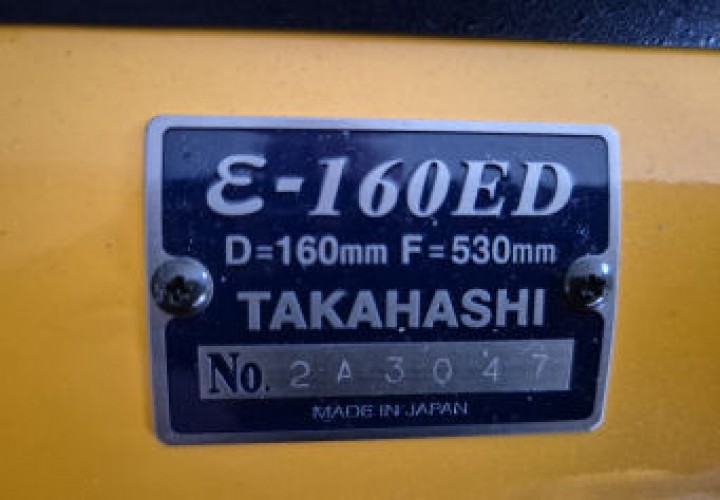 ε-160ED
D=160mm F=530mm
TAKAHASHI
No. 2A3047
MADE IN JAPAN